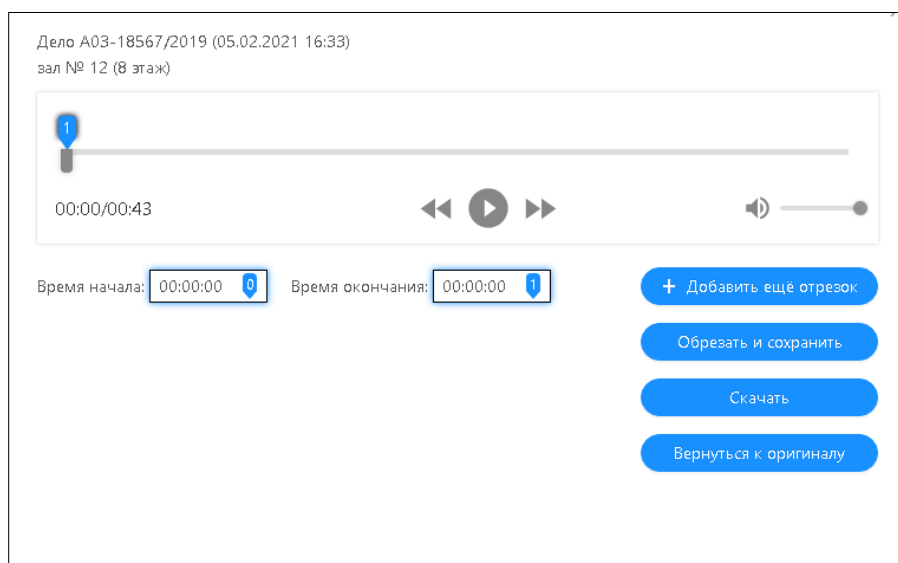 Дело А03-18567/2019 (05.02.2021 16:33)
зал № 12 (8 этаж)
1
00:00/00:43
Время начала: 00:00:00 0 Время окончания: 00:00:00 1
+ Добавить ещё отрезок
Обрезать и сохранить
Скачать
Вернуться к оригиналу